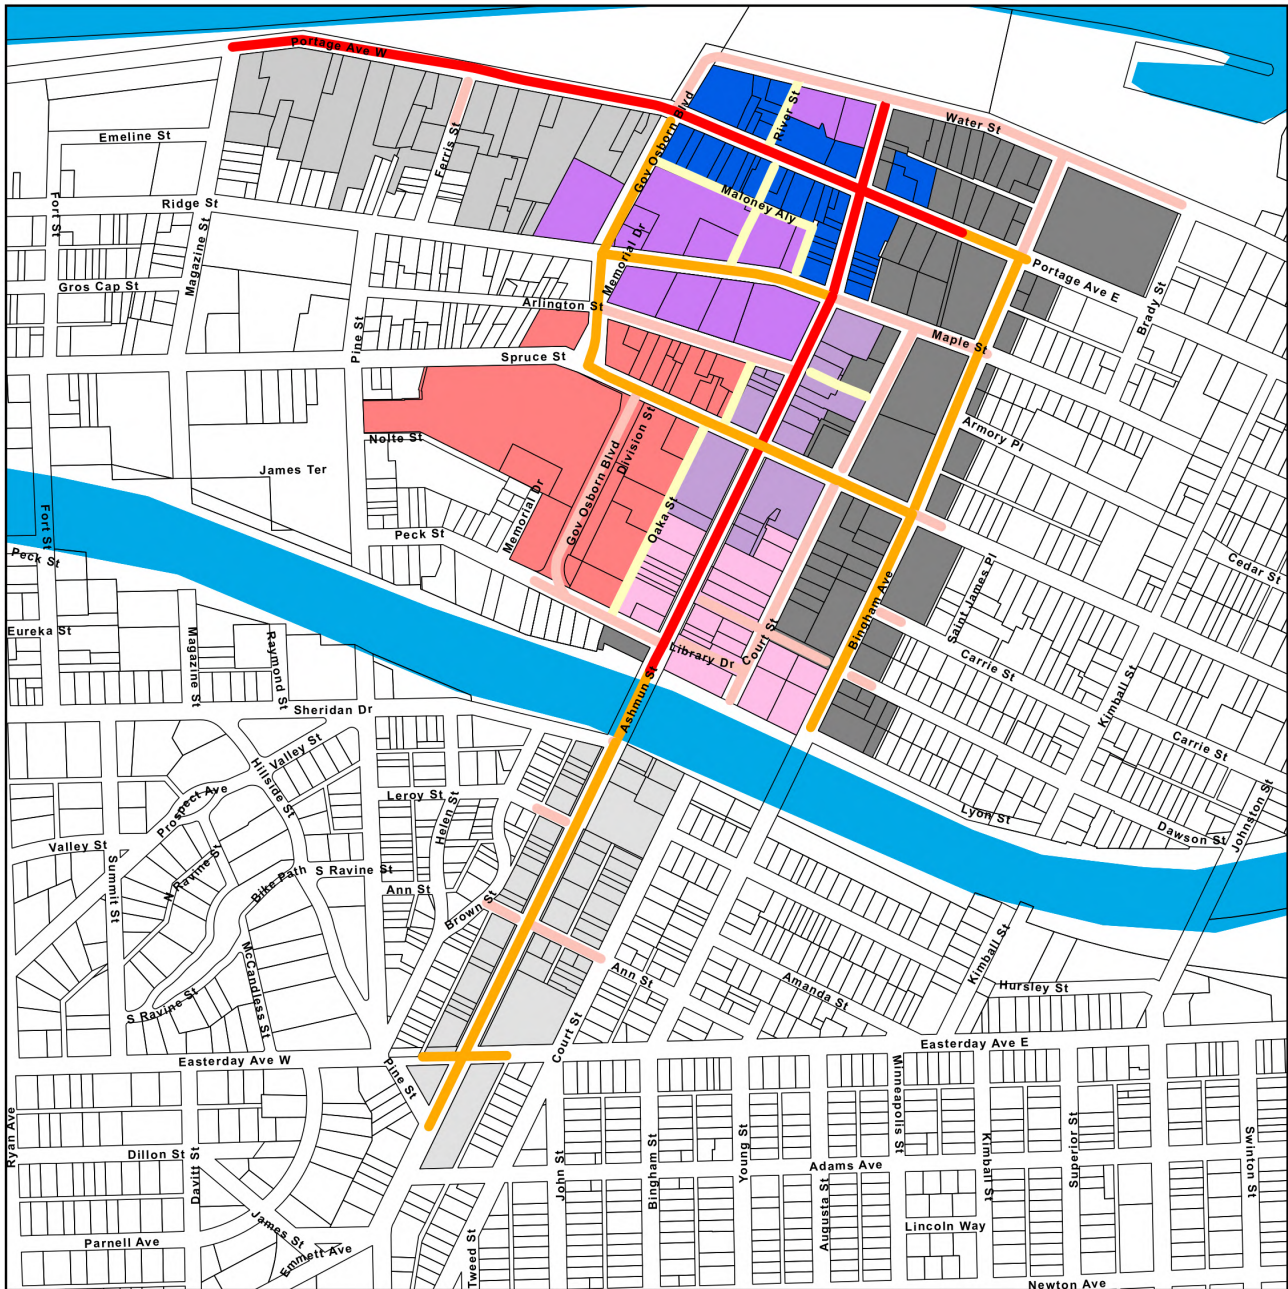 Portage Ave W
Water St
River St
Gov Osborn Blvd
Emeline St
Ferris St
Maloney Aly
Fort St
Ridge St
Magazine St
Memorial Dr
Portage Ave E
Gros Cap St
Arlington St
Brady St
Pine St
Maple St
Spruce St
Armory Pl
Nolte St
Division St
James Ter
Gov Osborn Blvd
Memorial Dr
Osaka St
Fort St
Peck St
Peck St
Cedar St
Saint James Pl
Bingham Ave
Eureka St
Magazine St
Raymond St
Court St
Library Dr
Carrie St
Kimball St
Ashmun St
Sheridan Dr
Valley St
Carrie St
Hillside St
Leroy St
Prospect Ave
Helen St
Lyon St
Dawson St
Johnston St
Valley St
N Ravine St
Bike Path
S Ravine St
Summit St
Ann St
Brown St
McCandless St
Ann St
Kimball St
Amanda St
Hursley St
S Ravine St
Court St
Easterday Ave W
Easterday Ave E
Pine St
Minneapolis St
Ryan Ave
Dillon St
Davitt St
John St
Bingham St
Young St
Adams Ave
Augusta St
Kimball St
Superior St
Swinton St
James St
Lincoln Way
Parnell Ave
Emmett Ave
Tweed St
Newton Ave